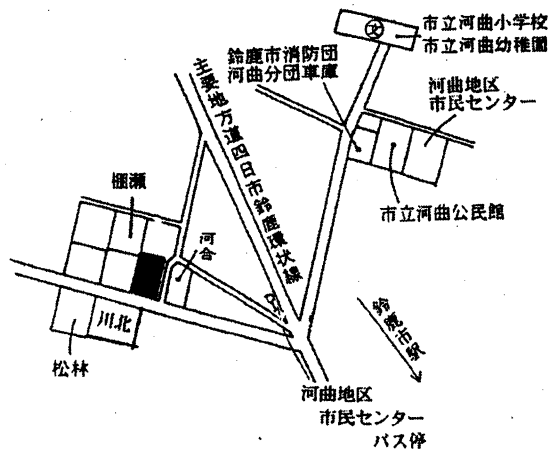 文
市立河曲小学校
市立河曲幼稚園
鈴鹿市消防団
河曲分団車庫
河曲地区
市民センター
主要地方道四日市鈴鹿環状線
棚瀬
市立河曲公民館
河合
鈴鹿市駅
川北
松林
河曲地区
市民センター
バス停